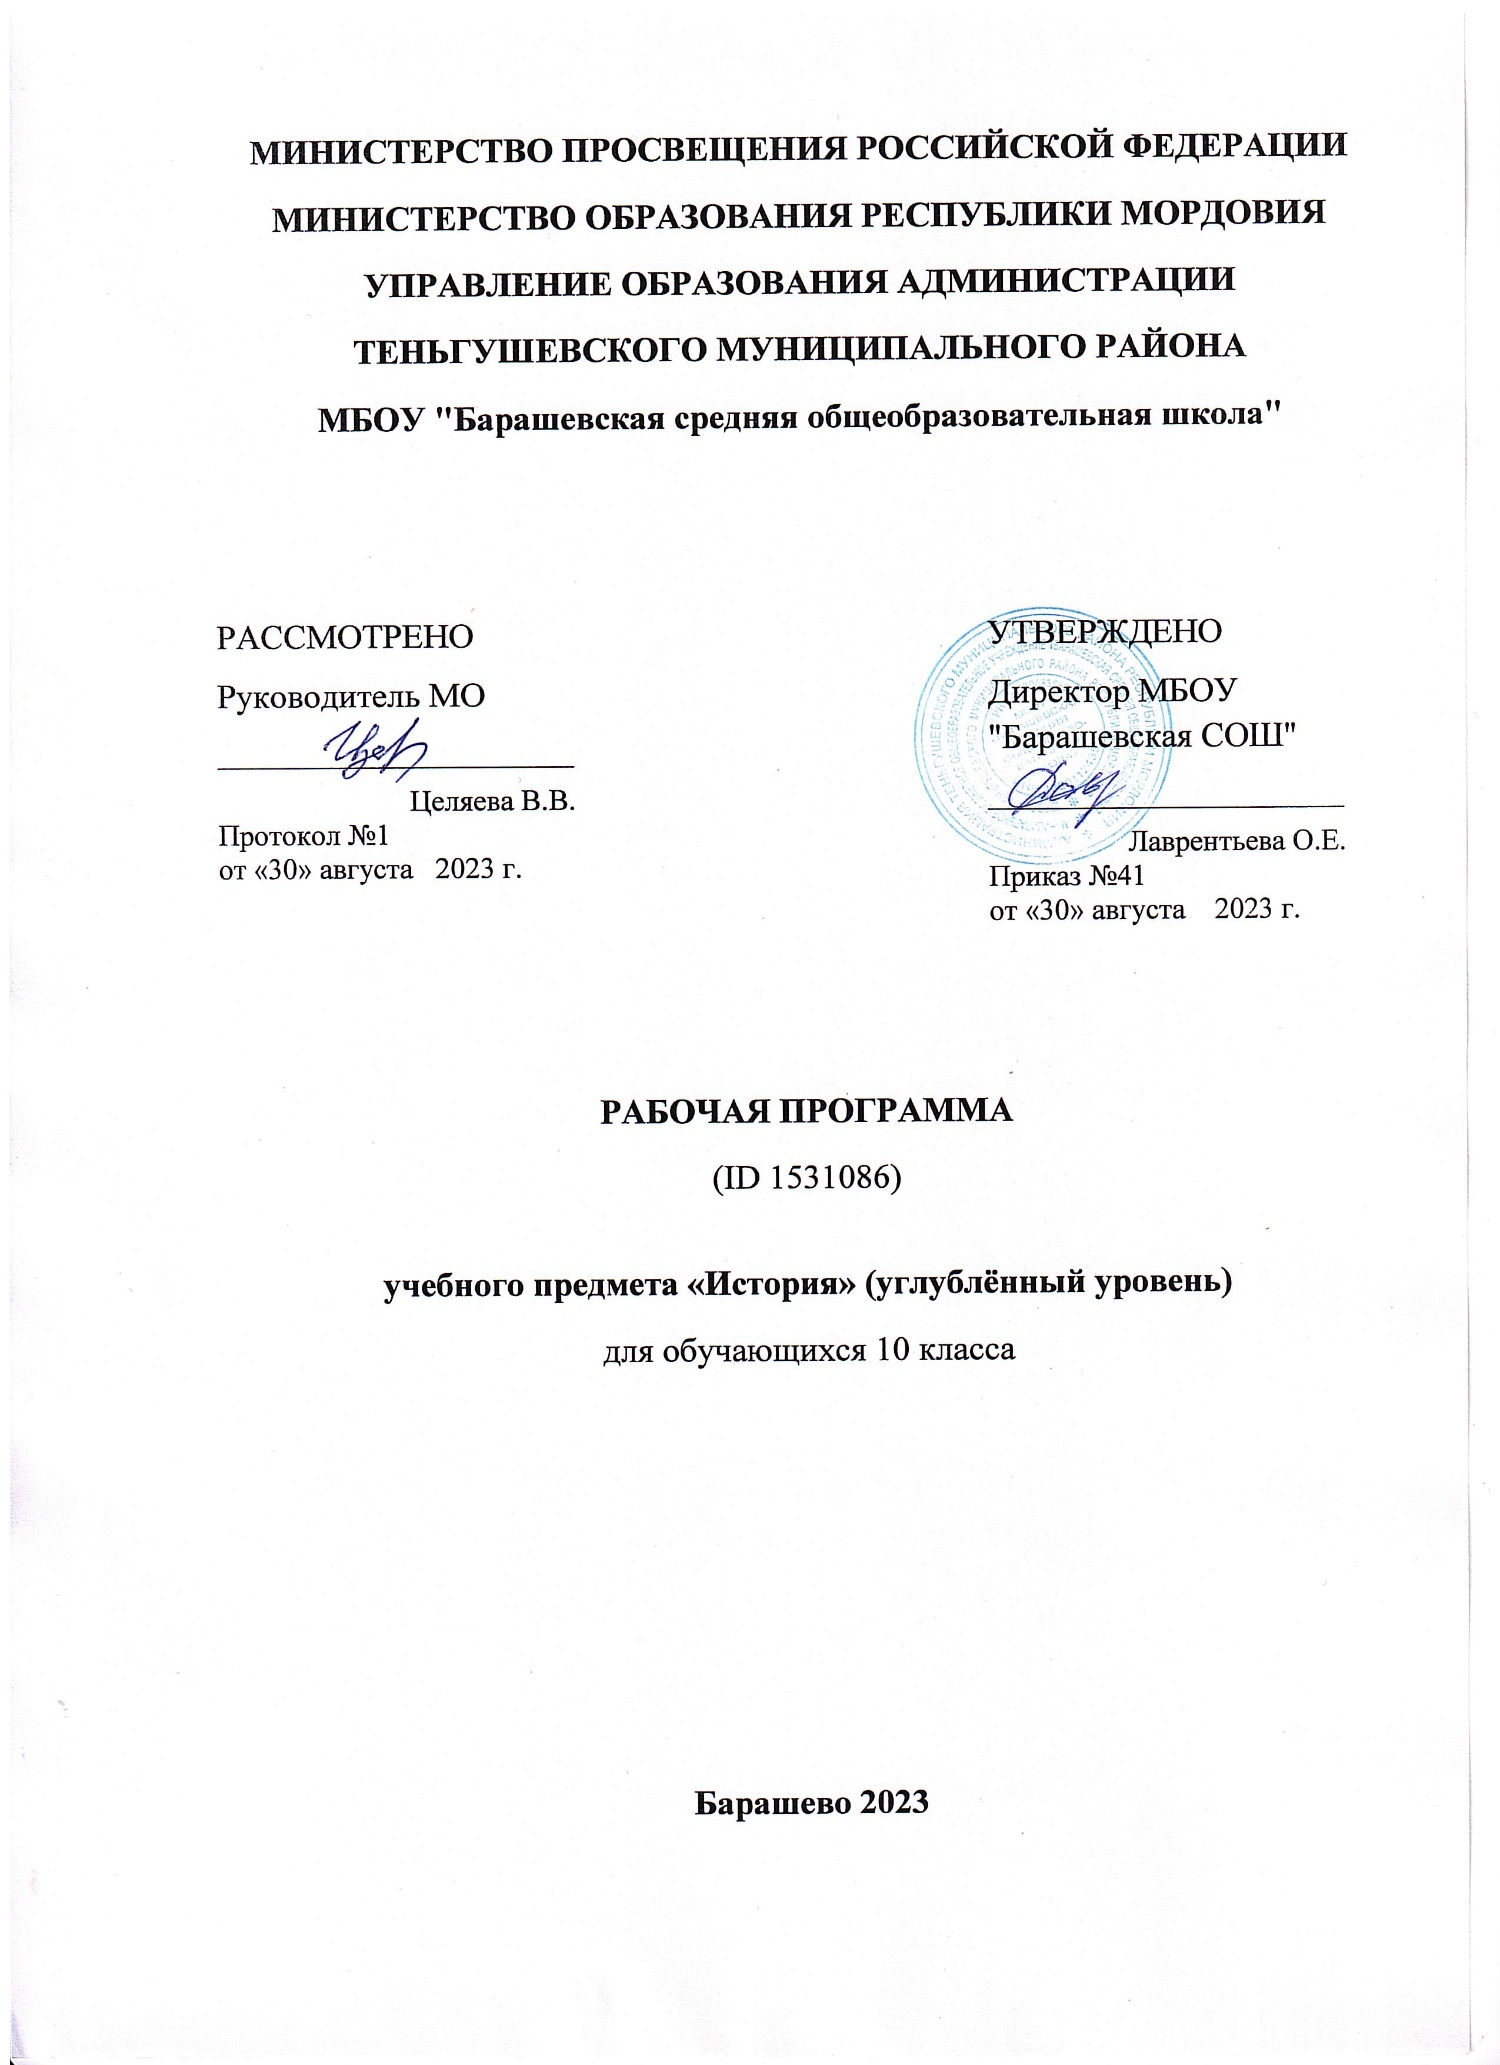 МИНИСТЕРСТВО ПРОСВЕЩЕНИЯ РОССИЙСКОЙ ФЕДЕРАЦИИ
МИНИСТЕРСТВО ОБРАЗОВАНИЯ РЕСПУБЛИКИ МОРДОВИЯ
УПРАВЛЕНИЕ ОБРАЗОВАНИЯ АДМИНИСТРАЦИИ
ТЕНЬГУШЕВСКОГО МУНИЦИПАЛЬНОГО РАЙОНА
МБОУ "Барашевская средняя общеобразовательная школа"
РАССМОТРЕНО
Руководитель МО
Целяева В.В.
Протокол №1
от «30» августа 2023 г.
УТВЕРЖДЕНО
Директор МБОУ
"Барашевская СОШ"
Лаврентьева О.Е.
Приказ №41
от «30» августа 2023 г.
РАБОЧАЯ ПРОГРАММА
(ID 1531086)
учебного предмета «История» (углублённый уровень)
для обучающихся 10 класса
Барашево 2023